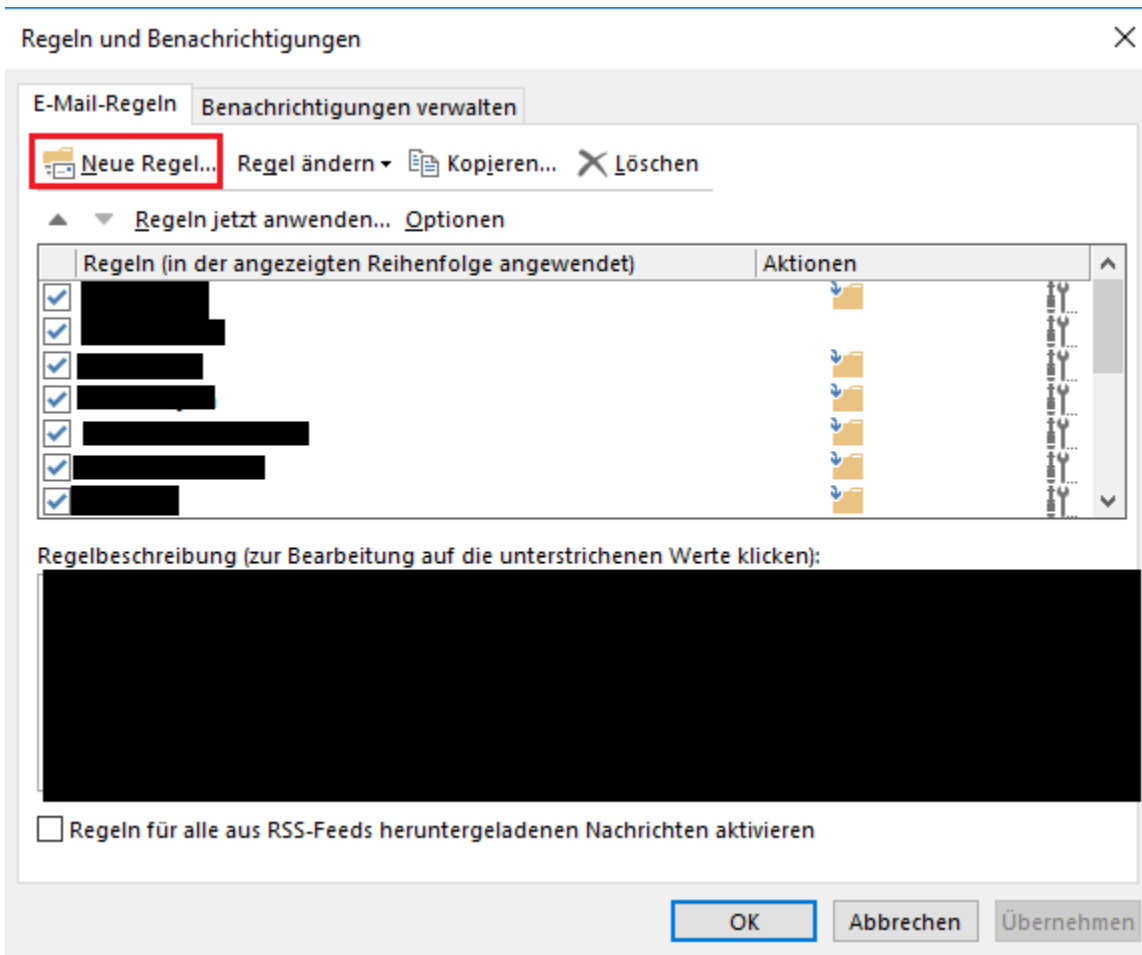 Regeln und Benachrichtigungen
E-Mail-Regeln Benachrichtigungen verwalten
Neue Regel... Regel ändern Kopieren... Löschen
Regeln jetzt anwenden... Optionen
Regeln (in der angezeigten Reihenfolge angewendet) Aktionen
Regelbeschreibung (zur Bearbeitung auf die unterstrichenen Werte klicken):
Regeln für alle aus RSS-Feeds heruntergeladenen Nachrichten aktivieren
OK Abbrechen Übernehmen